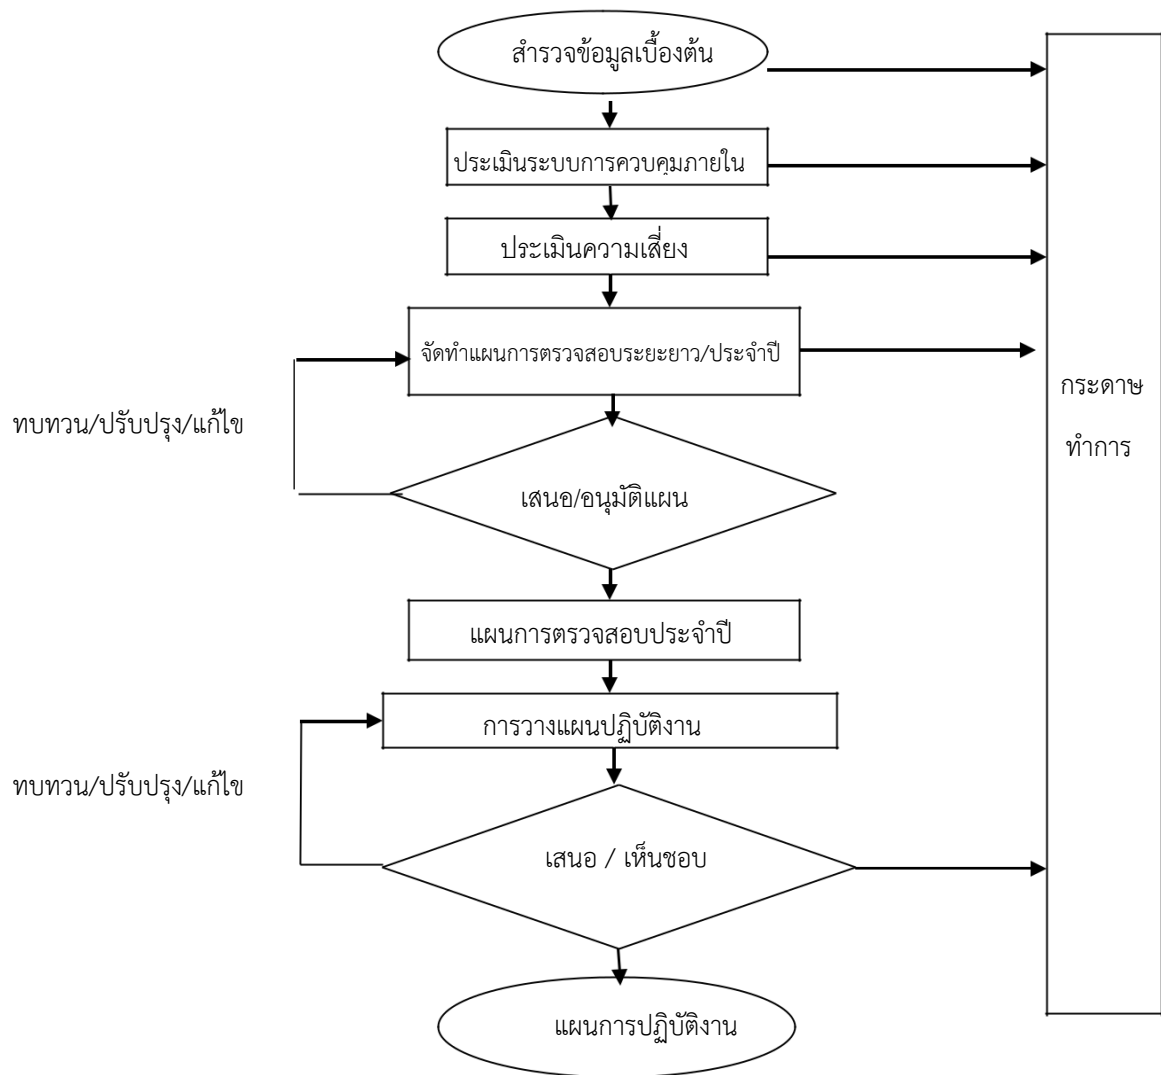 สำรวจข้อมูลเบื้องต้น
ประเมินระบบการควบคุมภายใน
ประเมินความเสี่ยง
จัดทำแผนการตรวจสอบระยะยาว/ประจำปี
กระดาษ
ทำการ
ทบทวน/ปรับปรุง/แก้ไข
เสนอ/อนุมัติแผน
แผนการตรวจสอบประจำปี
การวางแผนปฏิบัติงาน
ทบทวน/ปรับปรุง/แก้ไข
เสนอ / เห็นชอบ
แผนการปฏิบัติงาน